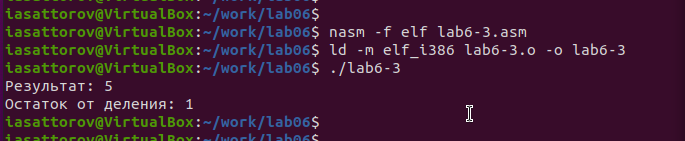 iasattorov@VirtualBox:~/work/lab06$
iasattorov@VirtualBox:~/work/lab06$ nasm -f elf lab6-3.asm
iasattorov@VirtualBox:~/work/lab06$ ld -m elf_i386 lab6-3.o -o lab6-3
iasattorov@VirtualBox:~/work/lab06$ ./lab6-3
Результат: 5
Остаток от деления: 1
iasattorov@VirtualBox:~/work/lab06$
iasattorov@VirtualBox:~/work/lab06$